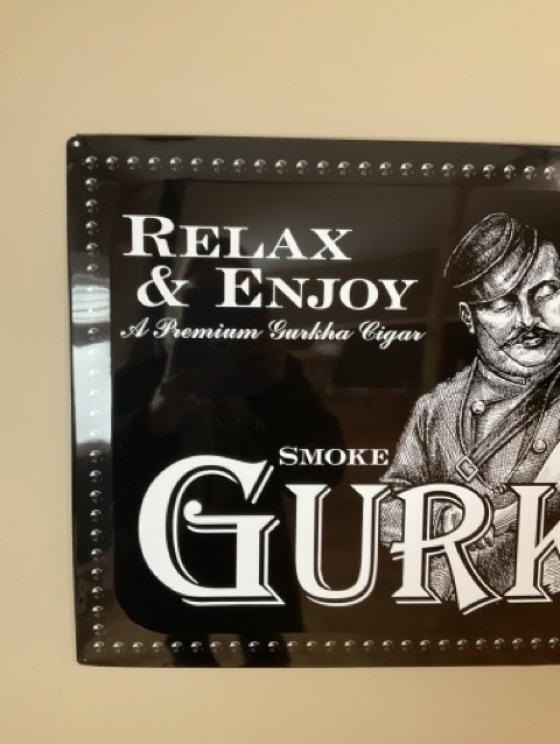 RELAX
& ENJOY
A Premium Gurkha Cigar
SMOKE
GURK